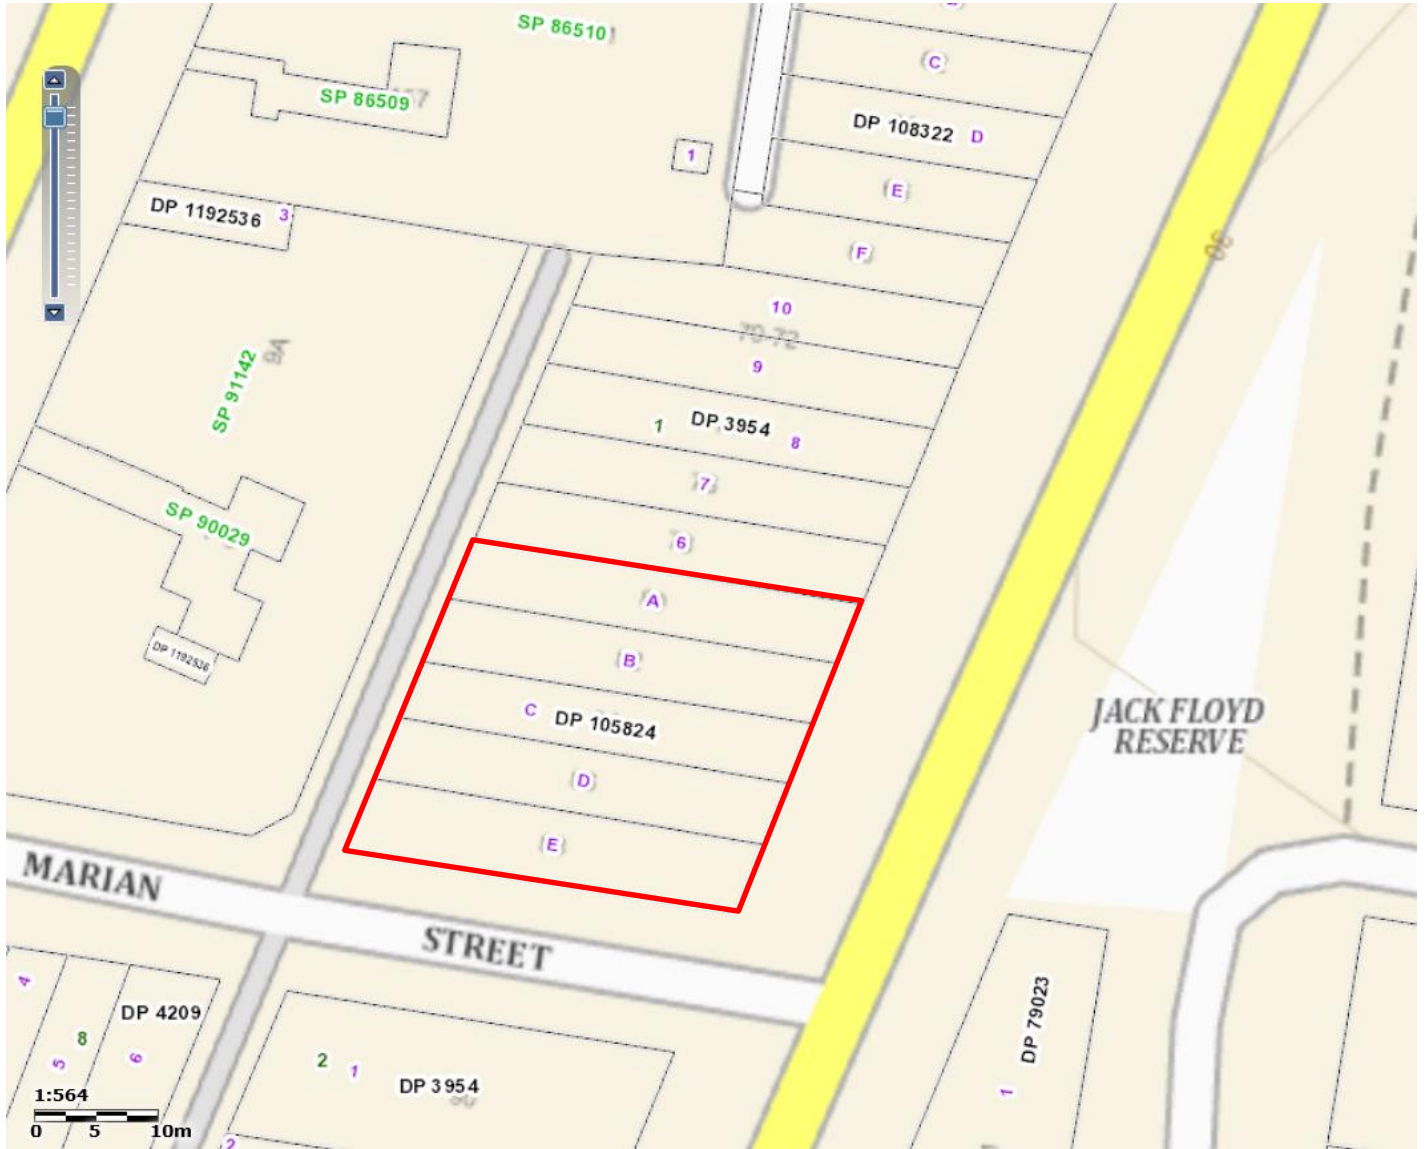 SP 86510
C
SP 86509
DP 108322 D
1
E
DP 1192536 3
F
10
70-72
9
SP 91142
9A
1 DP 3954 8
7
6
SP 90029
A
DP 1192536
B
C DP 105824
JACK FLOYD
RESERVE
D
E
MARIAN
STREET
4
DP 4209
8
5
6
2 1
DP 3954
DP 79023
1
1:564
0 5 10m
2